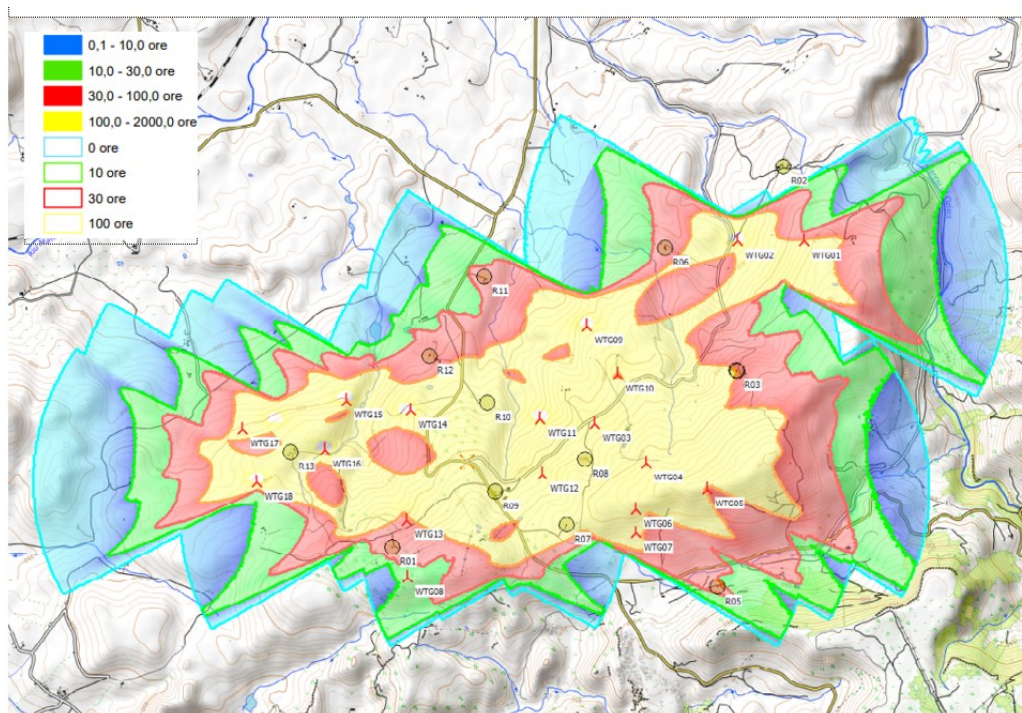 0,1 - 10,0 ore
10,0 - 30,0 ore
30,0 - 100,0 ore
100,0 - 2000,0 ore
0 ore
10 ore
30 ore
100 ore
R02
WTG02
WTG01
R06
R11
WTG09
R12
R03
WTG10
WTG15
R10
WTG14
WTG11
WTG03
WTG17
R13
WTG16
R08
WTG04
WTG18
WTG12
WTG05
R09
WTG06
WTG13
R07
WTG07
R01
WTG08
R05